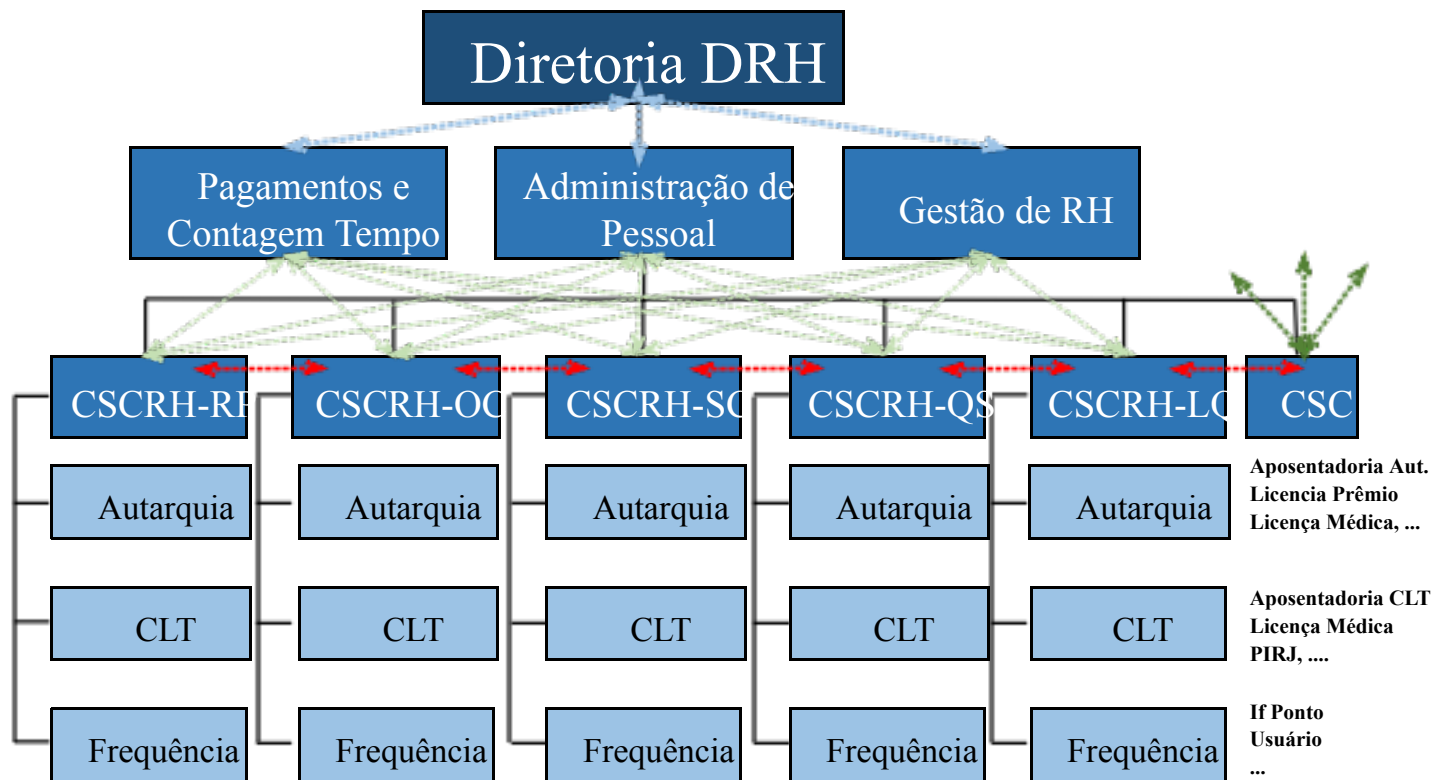 Diretoria DRH
Pagamentos e
Contagem Tempo
Administração de
Pessoal
Gestão de RH
CSCRH-RP
CSCRH-OC
CSCRH-SC
CSCRH-QS
CSCRH-LQ
CSC
Autarquia
Autarquia
Autarquia
Autarquia
Autarquia
Aposentadoria Aut.
Licencia Prêmio
Licença Médica, ...
CLT
CLT
CLT
CLT
CLT
Aposentadoria CLT
Licença Médica
PIRJ, ....
Frequência
Frequência
Frequência
Frequência
Frequência
If Ponto
Usuário
...